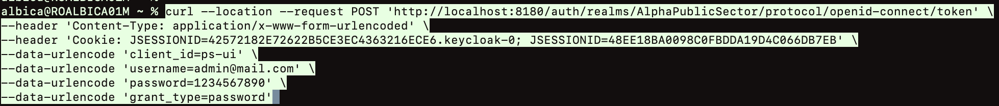 albica@ROALBICA01M ~ % curl --location --request POST 'http://localhost:8180/auth/realms/AlphaPublicSector/protocol/openid-connect/token' \
--header 'Content-Type: application/x-www-form-urlencoded' \
--header 'Cookie: JSESSIONID=42572182E72622B5CE3EC4363216ECE6.keycloak-0; JSESSIONID=48EE18BA0098C0FBDDA19D4C066DB7EB' \
--data-urlencode 'client_id=ps-ui' \
--data-urlencode 'username=admin@mail.com' \
--data-urlencode 'password=1234567890' \
--data-urlencode 'grant_type=password'